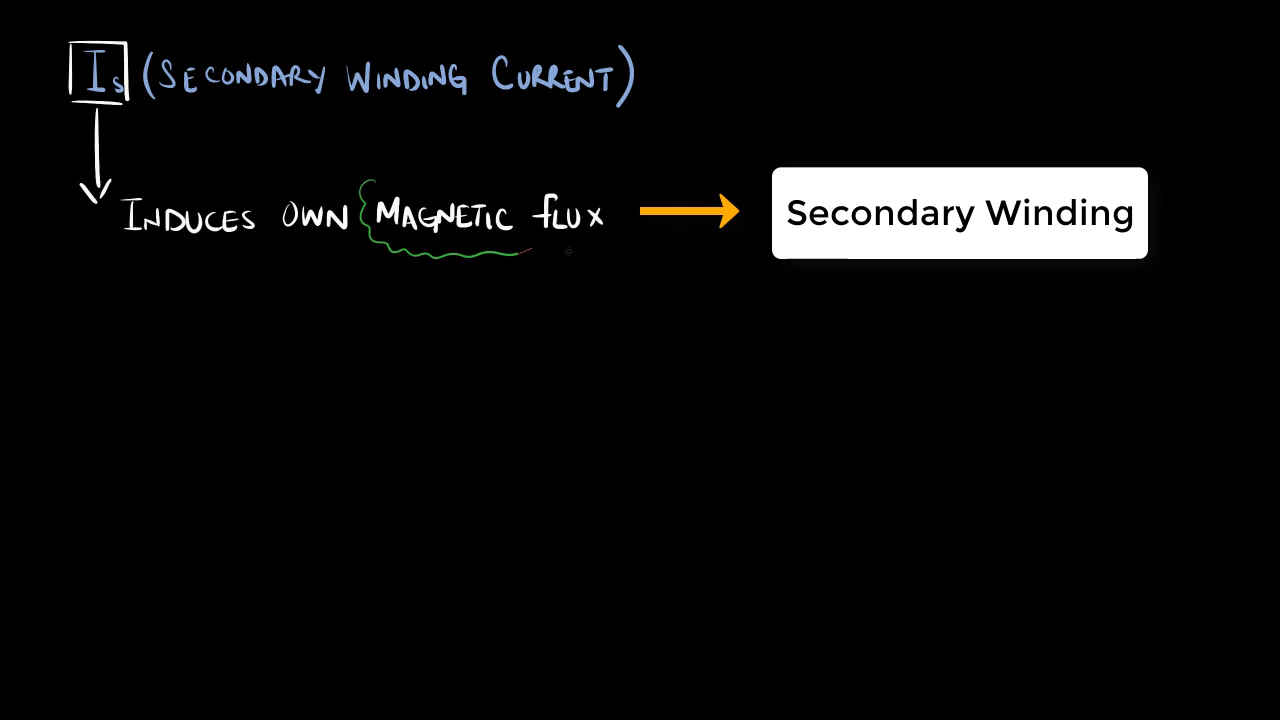 Is (SECONDARY WINDING CURRENT)
INDUCES OWN MAGNETIC flUX
Secondary Winding